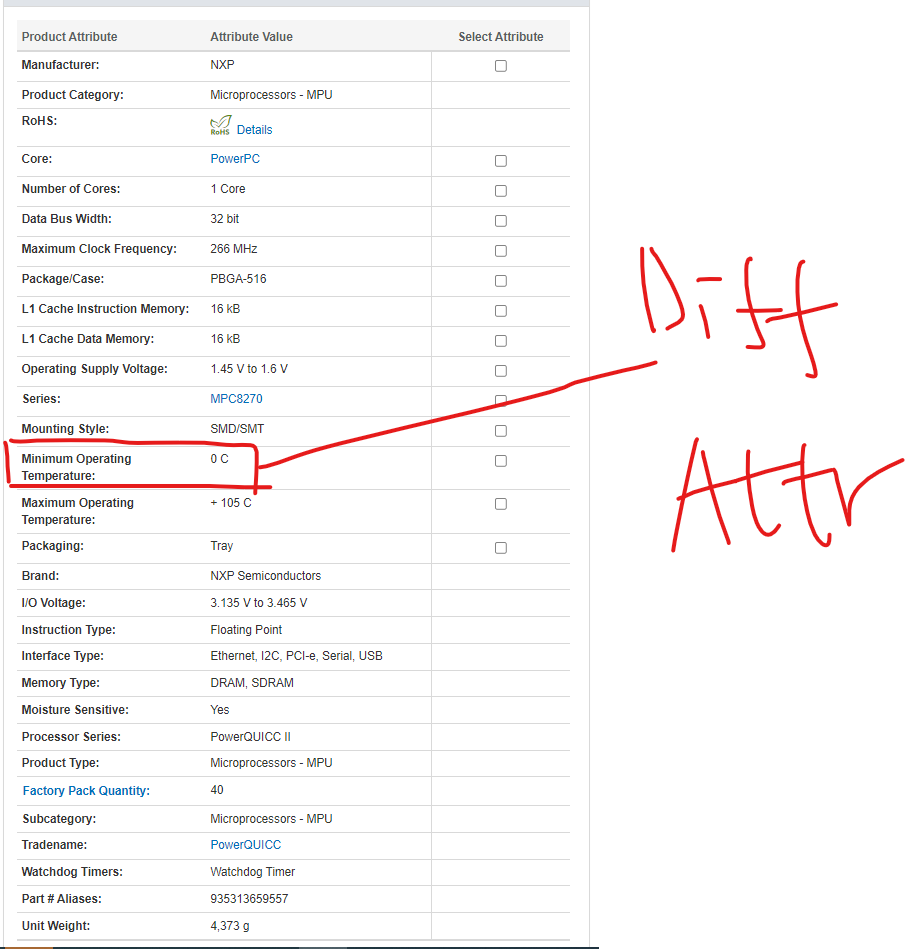 Product Attribute Attribute Value Select Attribute
Manufacturer: NXP
Product Category: Microprocessors - MPU
RoHS: RoHS Details
Core: PowerPC
Number of Cores: 1 Core
Data Bus Width: 32 bit
Maximum Clock Frequency: 266 MHz
Package/Case: PBGA-516
L1 Cache Instruction Memory: 16 kB
L1 Cache Data Memory: 16 kB
Operating Supply Voltage: 1.45 V to 1.6 V
Series: MPC8270
Mounting Style: SMD/SMT
Minimum Operating 0 C
Temperature:
Maximum Operating + 105 C
Temperature:
Packaging: Tray
Brand: NXP Semiconductors
I/O Voltage: 3.135 V to 3.465 V
Instruction Type: Floating Point
Interface Type: Ethernet, I2C, PCI-e, Serial, USB
Memory Type: DRAM, SDRAM
Moisture Sensitive: Yes
Processor Series: PowerQUICC II
Product Type: Microprocessors - MPU
Factory Pack Quantity: 40
Subcategory: Microprocessors - MPU
Tradename: PowerQUICC
Watchdog Timers: Watchdog Timer
Part # Aliases: 935313659557
Unit Weight: 4,373 g
Diff
Attr